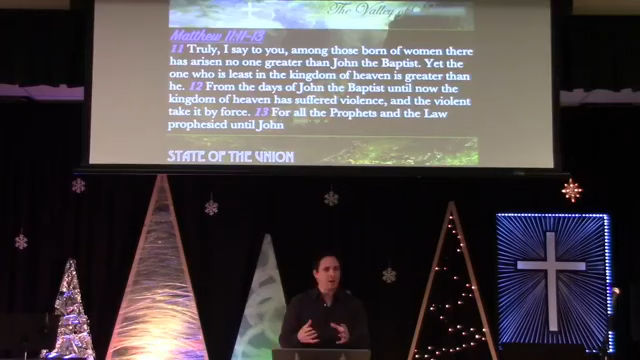 The Valley of
Matthew 11:11-13
11 Truly, I say to you, among those born of women there
has arisen no one greater than John the Baptist. Yet the
one who is least in the kingdom of heaven is greater than
he. 12 From the days of John the Baptist until now the
kingdom of heaven has suffered violence, and the violent
take it by force. 13 For all the Prophets and the Law
prophesied until John
STATE OF THE UNION